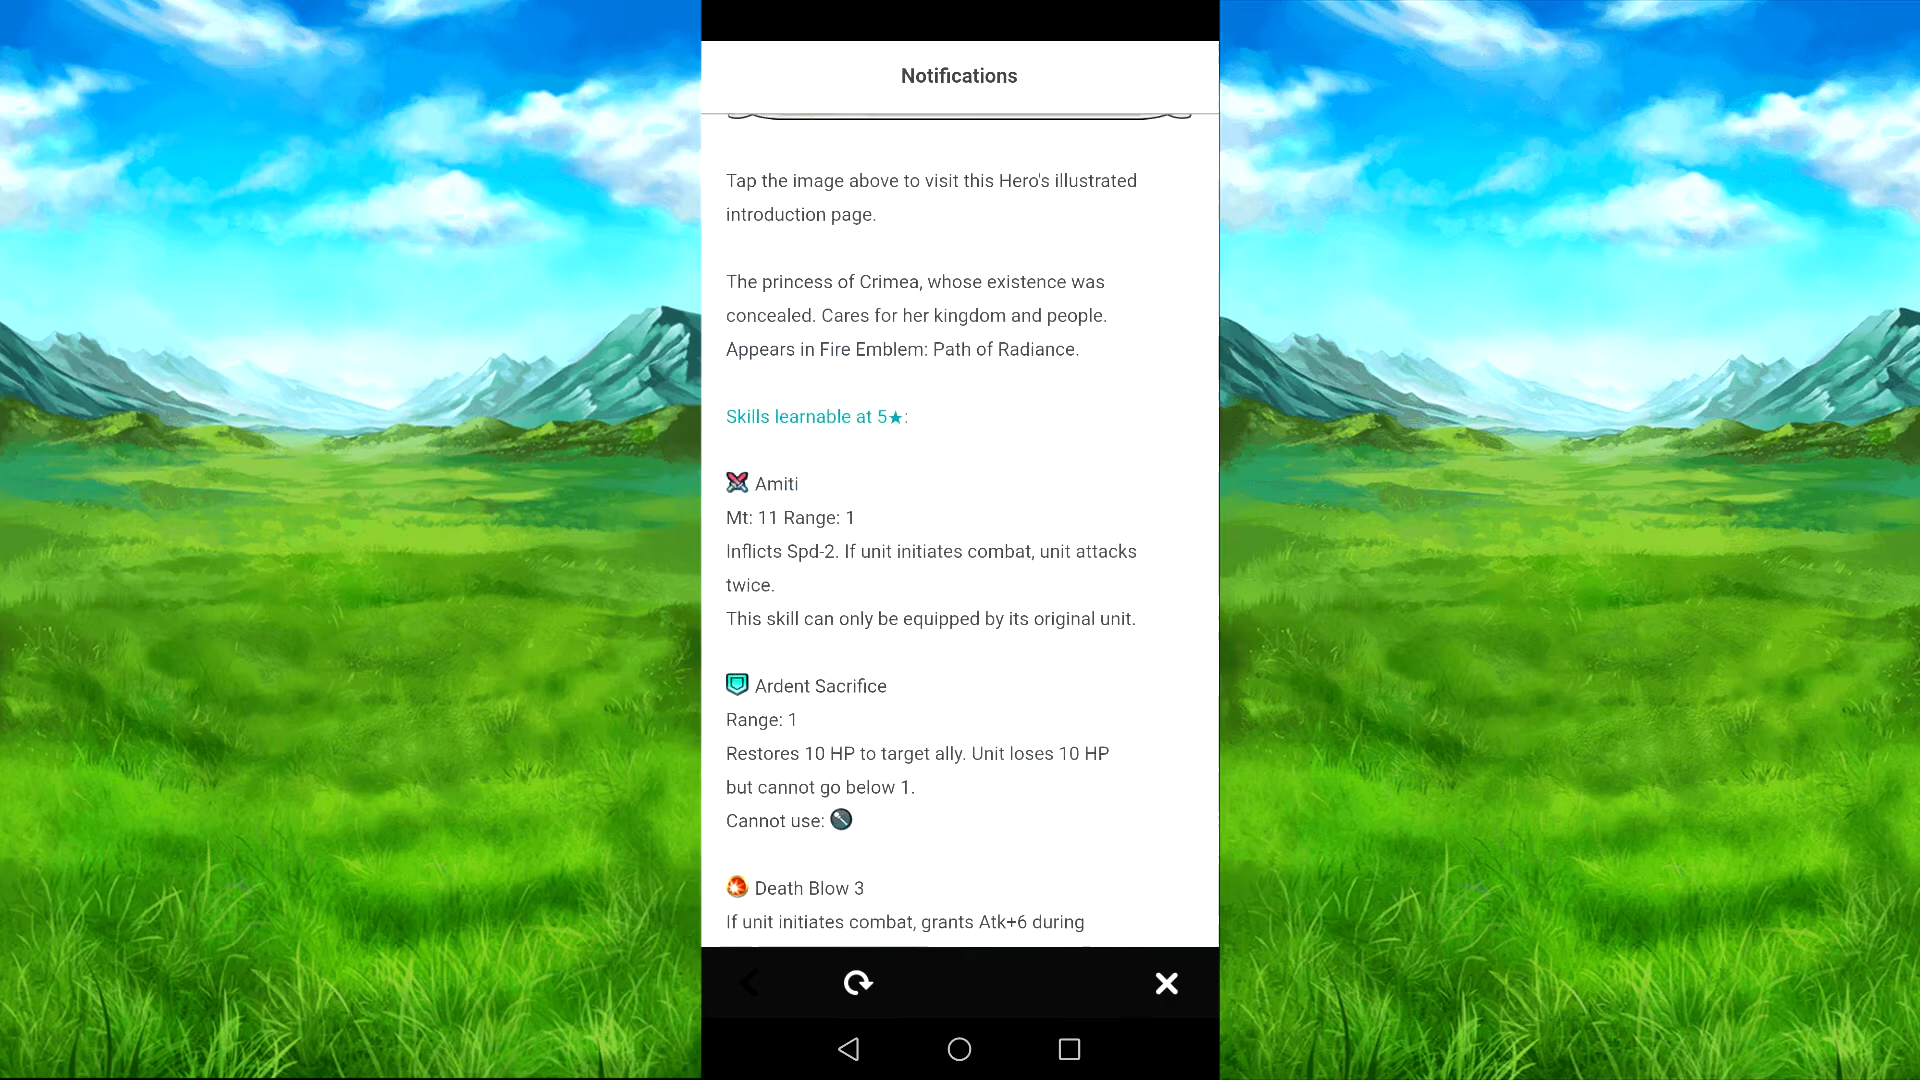 Notifications
Tap the image above to visit this Hero's illustrated
introduction page.
The princess of Crimea, whose existence was
concealed. Cares for her kingdom and people.
Appears in Fire Emblem: Path of Radiance.
Skills learnable at 5★:
Amiti
Mt: 11 Range: 1
Inflicts Spd-2. If unit initiates combat, unit attacks
twice.
This skill can only be equipped by its original unit.
Ardent Sacrifice
Range: 1
Restores 10 HP to target ally. Unit loses 10 HP
but cannot go below 1.
Cannot use:
Death Blow 3
If unit initiates combat, grants Atk+6 during